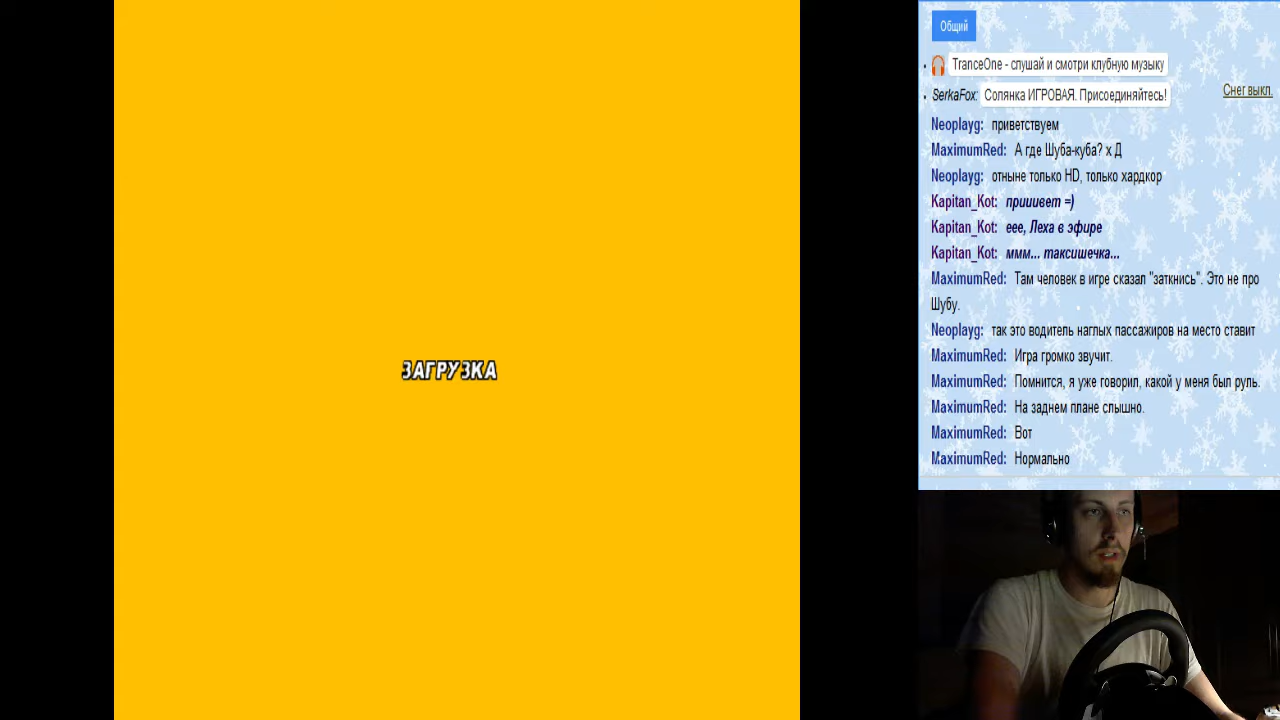 ЗАГРУЗКА
Общий
TranceOne - слушай и смотри клубную музыку
SerkaFox: Солянка ИГРОВАЯ. Присоединяйтесь!
Снег выкл.
Neoplayg: приветствуем
MaximumRed: А где Шуба-куба? х Д
Neoplayg: отныне только HD, только хардкор
Kapitan_Kot: прииивет =)
Kapitan_Kot: еее, Леха в эфире
Kapitan_Kot: ммм... таксишечка...
MaximumRed: Там человек в игре сказал "заткнись". Это не про
Шубу.
Neoplayg: так это водитель наглых пассажиров на место ставит
MaximumRed: Игра громко звучит.
MaximumRed: Помнится, я уже говорил, какой у меня был руль.
MaximumRed: На заднем плане слышно.
MaximumRed: Вот
MaximumRed: Нормально